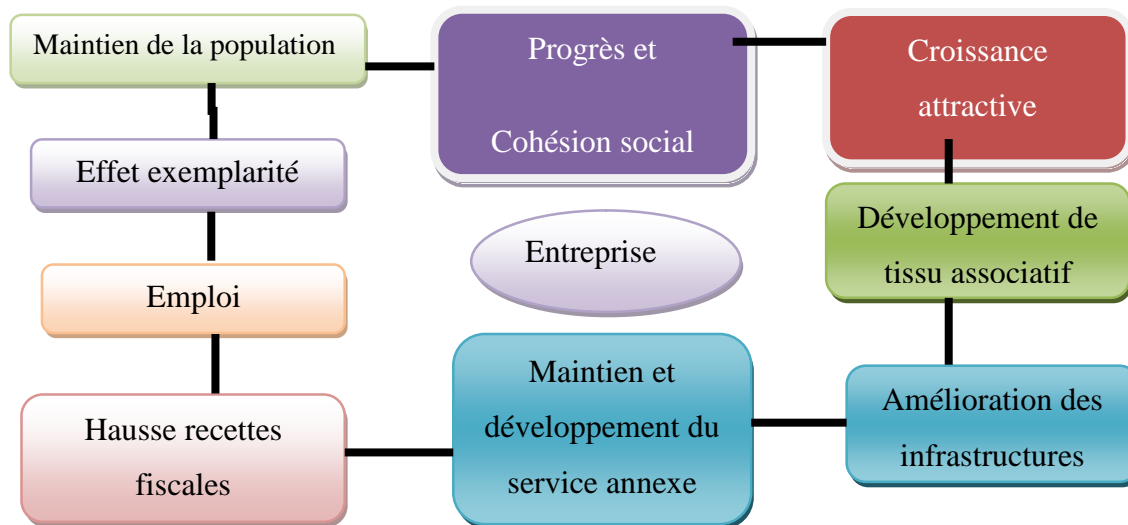 Maintien de la population
Progrès et
Cohésion social
Croissance
attractive
Effet exemplarité
Entreprise
Développement de
tissu associatif
Emploi
Hausse recettes
fiscales
Maintien et
développement du
service annexe
Amélioration des
infrastructures